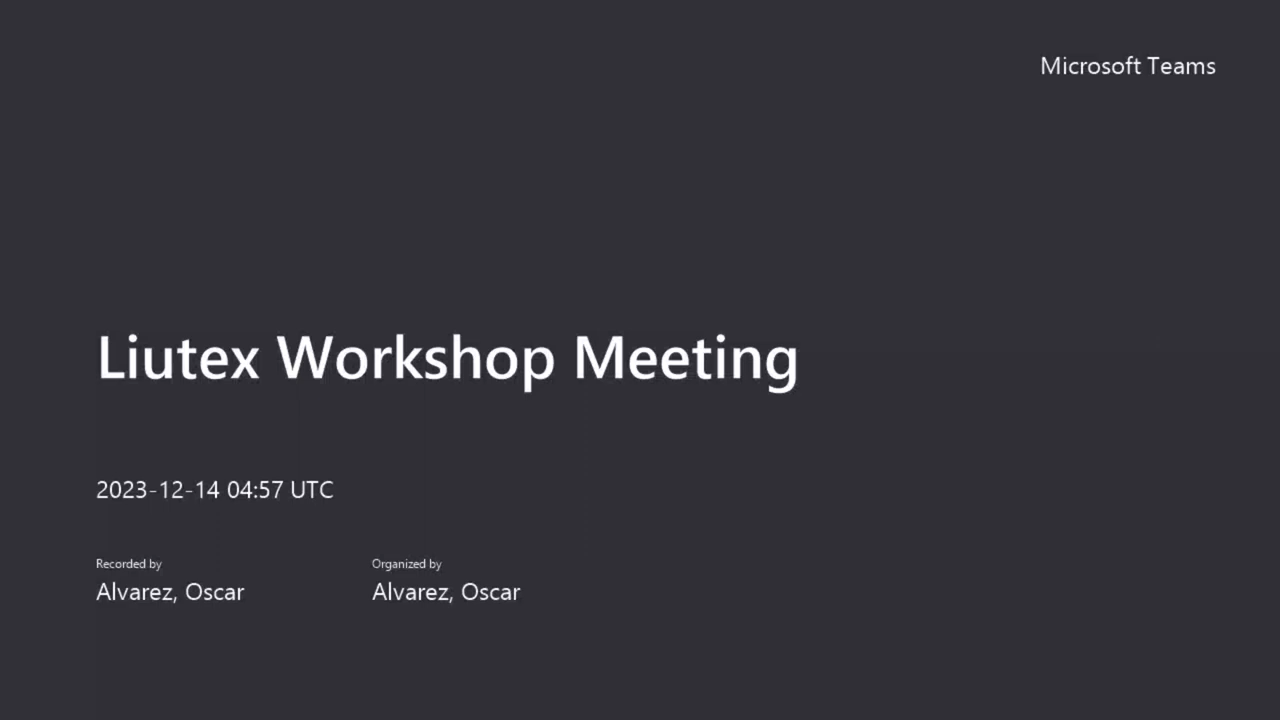 Microsoft Teams
Liutex Workshop Meeting
2023-12-14 04:57 UTC
Recorded by
Alvarez, Oscar
Organized by
Alvarez, Oscar